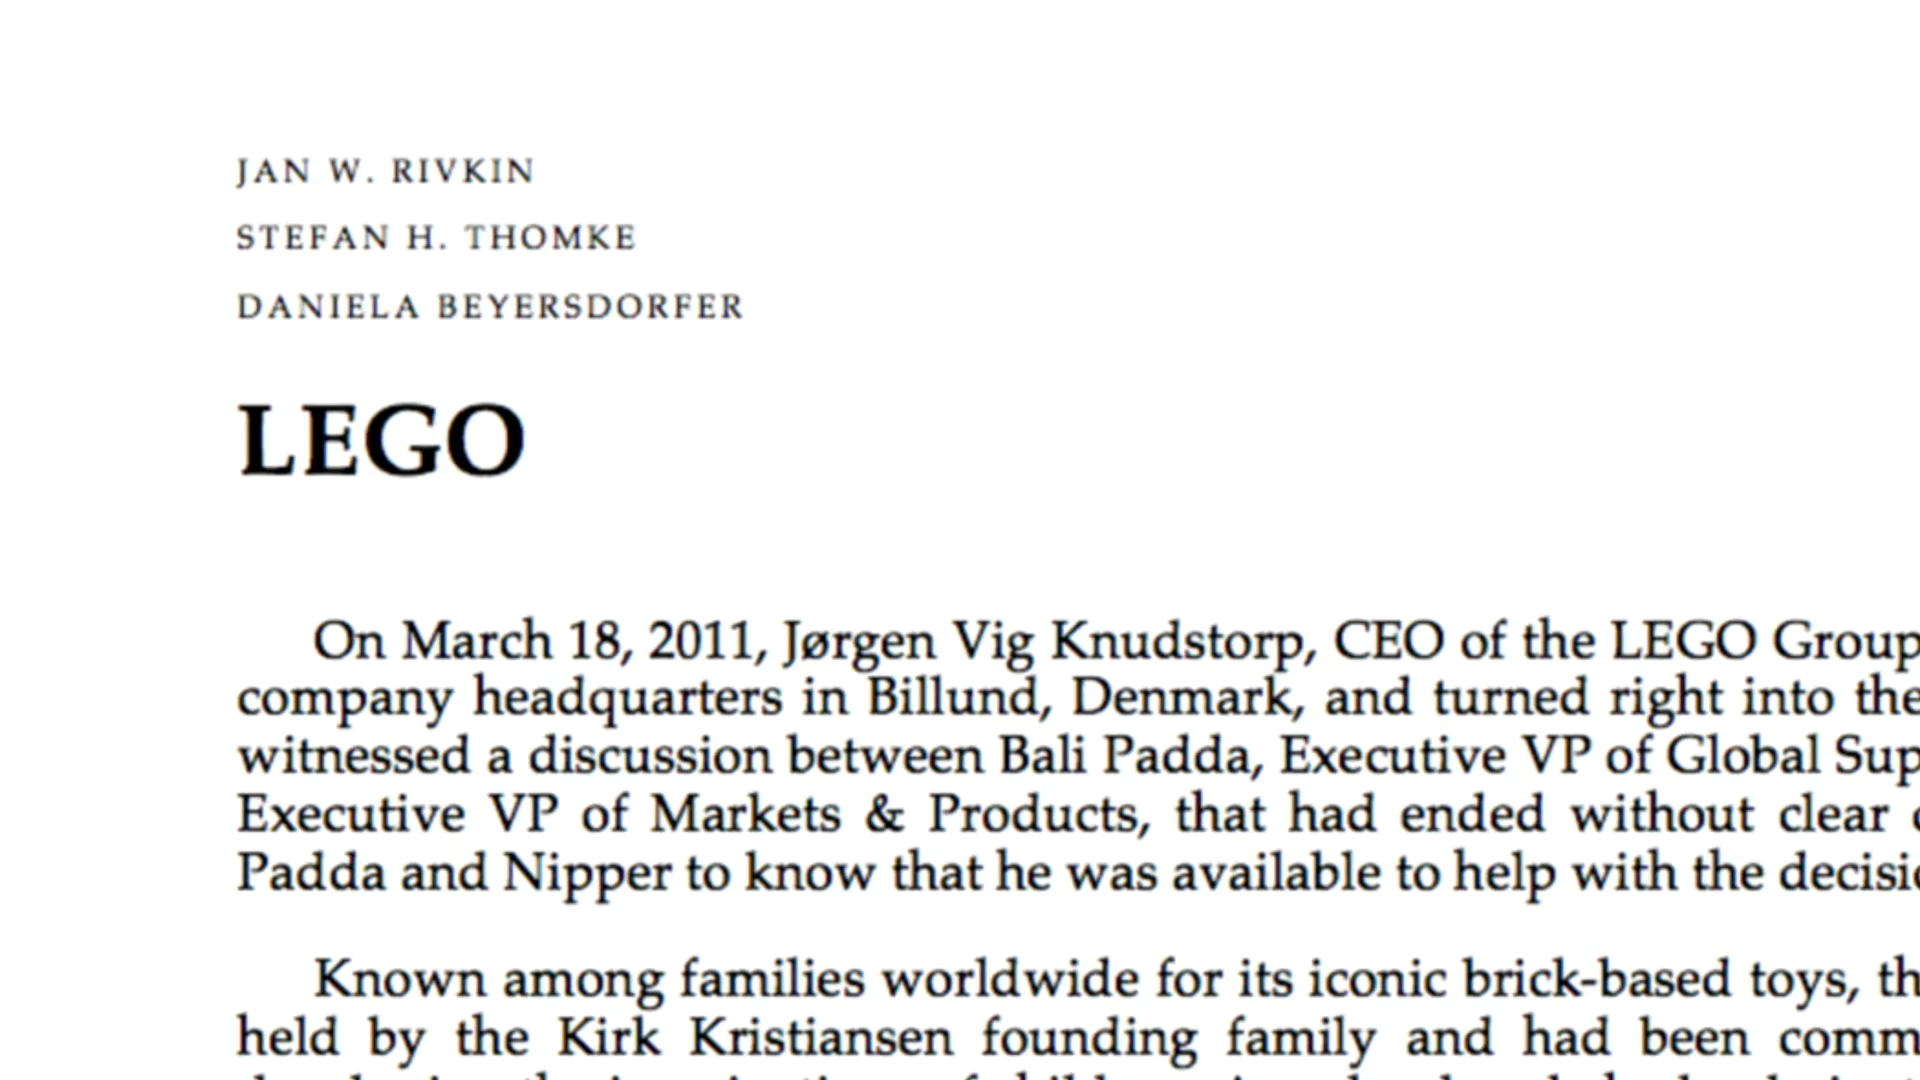 JAN W. RIVKIN
STEFAN H. THOMKE
DANIELA BEYERSDORFER
LEGO
On March 18, 2011, Jørgen Vig Knudstorp, CEO of the LEGO Group
company headquarters in Billund, Denmark, and turned right into the
witnessed a discussion between Bali Padda, Executive VP of Global Sup
Executive VP of Markets & Products, that had ended without clear
Padda and Nipper to know that he was available to help with the decisio
Known among families worldwide for its iconic brick-based toys, th
held by the Kirk Kristiansen founding family and had been comm